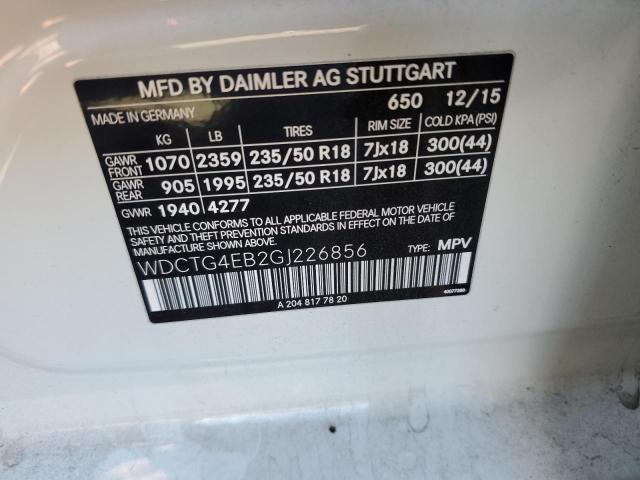 MFD BY DAIMLER AG STUTTGART
MADE IN GERMANY 650 12/15
KG LB TIRES RIM SIZE COLD KPA (PSI)
GAWR FRONT 1070 2359 235/50 R18 7Jx18 300(44)
GAWR REAR 905 1995 235/50 R18 7Jx18 300(44)
GVWR 1940 4277
THIS VEHICLE CONFORMS TO ALL APPLICABLE FEDERAL MOTOR VEHICLE
SAFETY AND THEFT PREVENTION STANDARDS IN EFFECT ON THE DATE OF
MANUFACTURE SHOWN ABOVE.
WDCTG4EB2GJ226856 TYPE: MPV
A 204 817 78 20